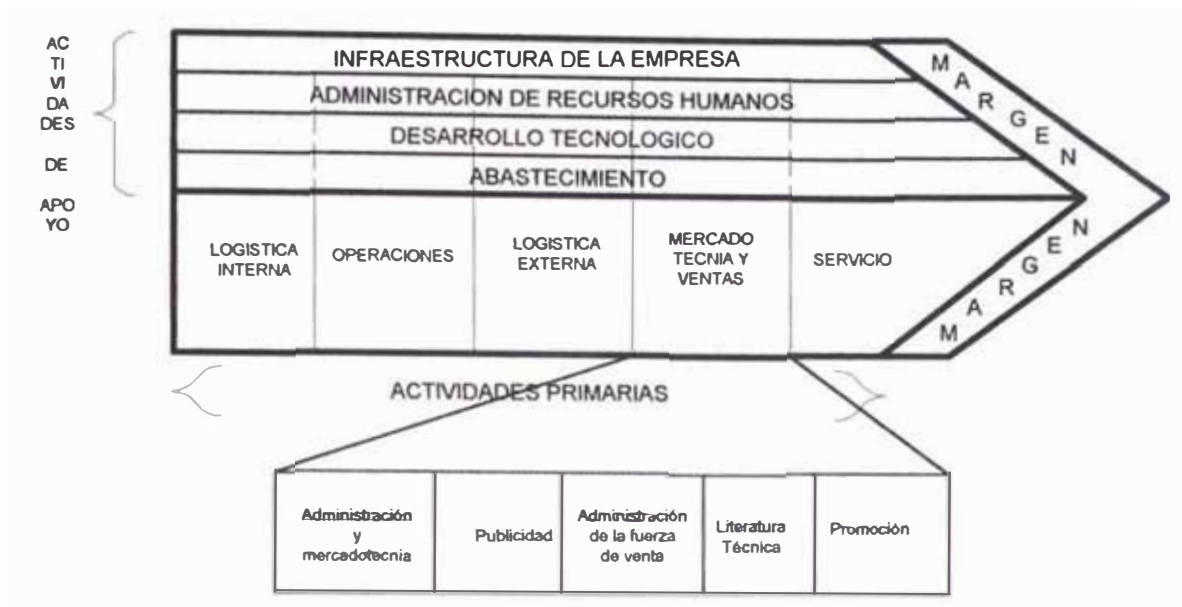 AC
TI
VI
DA
DES
DE
APO
YO
INFRAESTRUCTURA DE LA EMPRESA
ADMINISTRACION DE RECURSOS HUMANOS
DESARROLLO TECNOLOGICO
ABASTECIMIENTO
MARGEN
LOGISTICA
INTERNA
OPERACIONES
LOGISTICA
EXTERNA
MERCADO
TECNIA Y
VENTAS
SERVICIO
MARGEN
ACTIVIDADES PRIMARIAS
Administración
y
mercadotecnia
Publicidad
Administración
de la fuerza
de venta
Literatura
Técnica
Promoción